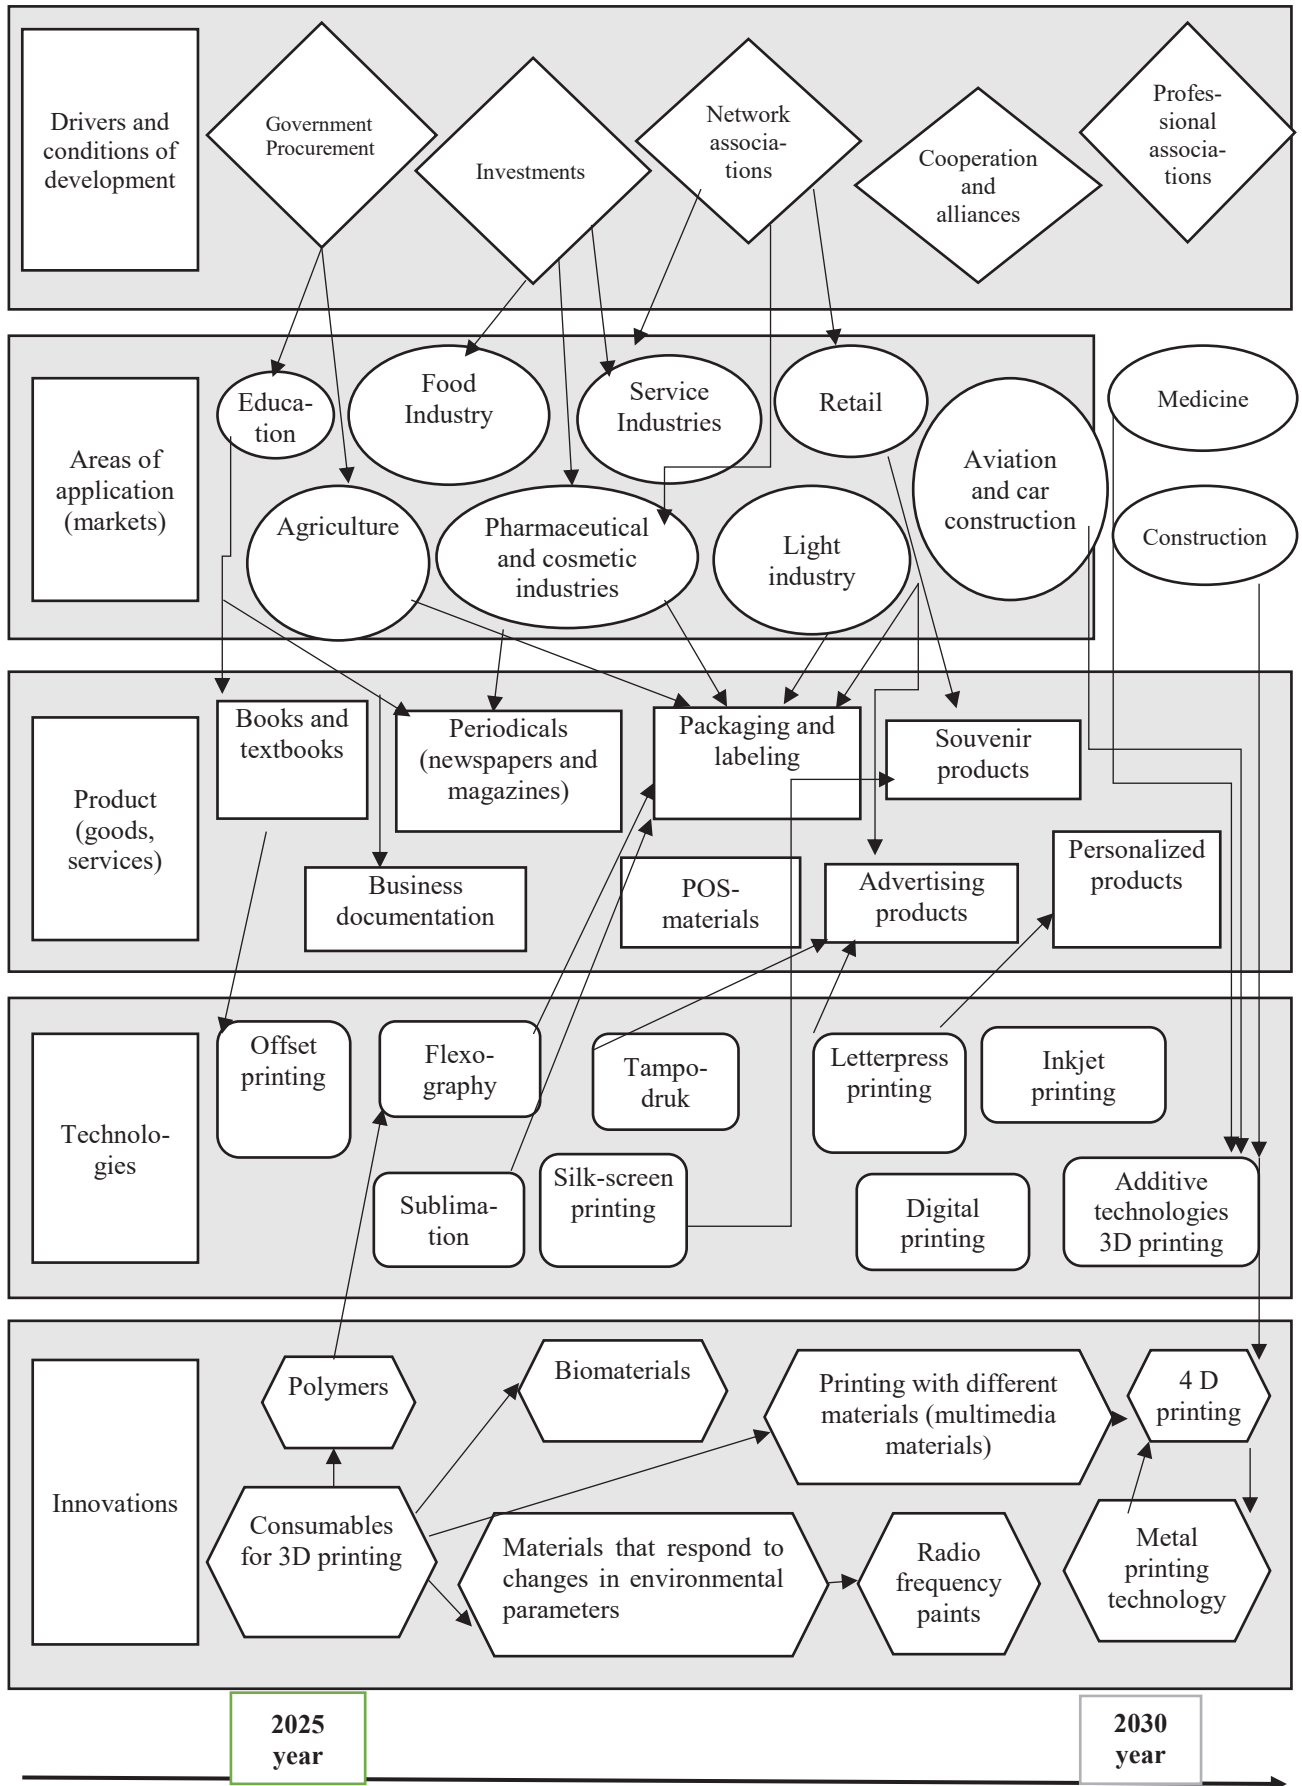 Drivers and
conditions of
development
Government
Procurement
Investments
Network
associa-
tions
Cooperation
and
alliances
Profes-
sional
associa-
tions
Areas of
application
(markets)
Educa-
tion
Food
Industry
Service
Industries
Retail
Aviation
and car
construction
Medicine
Agriculture
Pharmaceutical
and cosmetic
industries
Light
industry
Construction
Product
(goods,
services)
Books and
textbooks
Periodicals
(newspapers and
magazines)
Packaging and
labeling
Souvenir
products
Business
documentation
POS-
materials
Advertising
products
Personalized
products
Technolo-
gies
Offset
printing
Flexo-
graphy
Tampo-
druk
Letterpress
printing
Inkjet
printing
Sublima-
tion
Silk-screen
printing
Digital
printing
Additive
technologies
3D printing
Innovations
Polymers
Biomaterials
Printing with different
materials (multimedia
materials)
4 D
printing
Consumables
for 3D printing
Materials that respond to
changes in environmental
parameters
Radio
frequency
paints
Metal
printing
technology
2025
year
2030
year